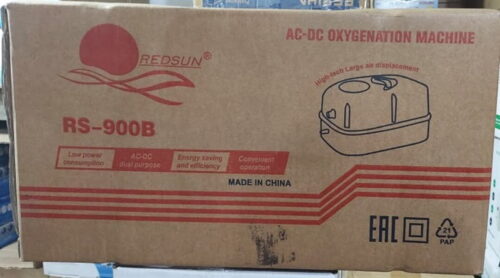 REDSUN®
AC-DC OXYGENATION MACHINE
High-tech Large air displacement
RS-900B
Low power consumption
AC-DC dual purpose
Energy saving and efficiency
Convenient operation
MADE IN CHINA
EAC
21
PAP